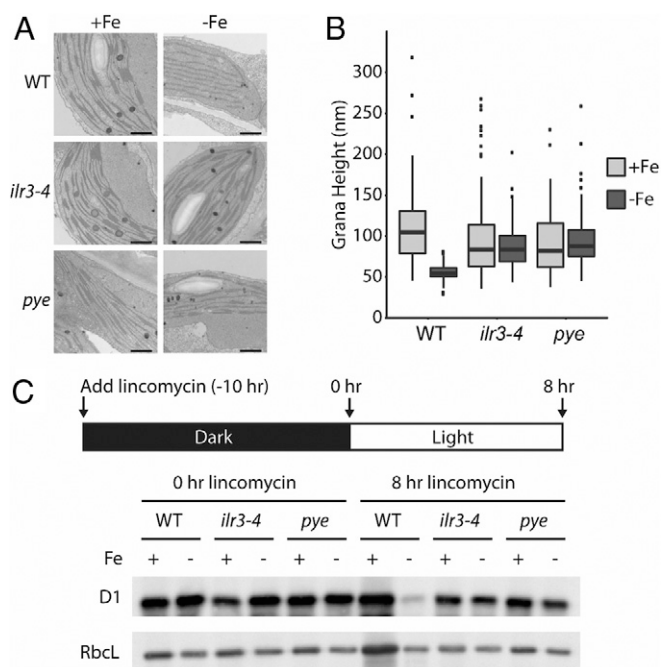 A
+Fe -Fe
WT
ilr3-4
pye
B
Grana Height (nm)
300
250
200
150
100
50
0
WT ilr3-4 pye
+Fe
-Fe
C
Add lincomycin (-10 hr) 0 hr 8 hr
Dark Light
0 hr lincomycin 8 hr lincomycin
WT ilr3-4 pye WT ilr3-4 pye
Fe + - + - + - + - + - + -
D1
RbcL